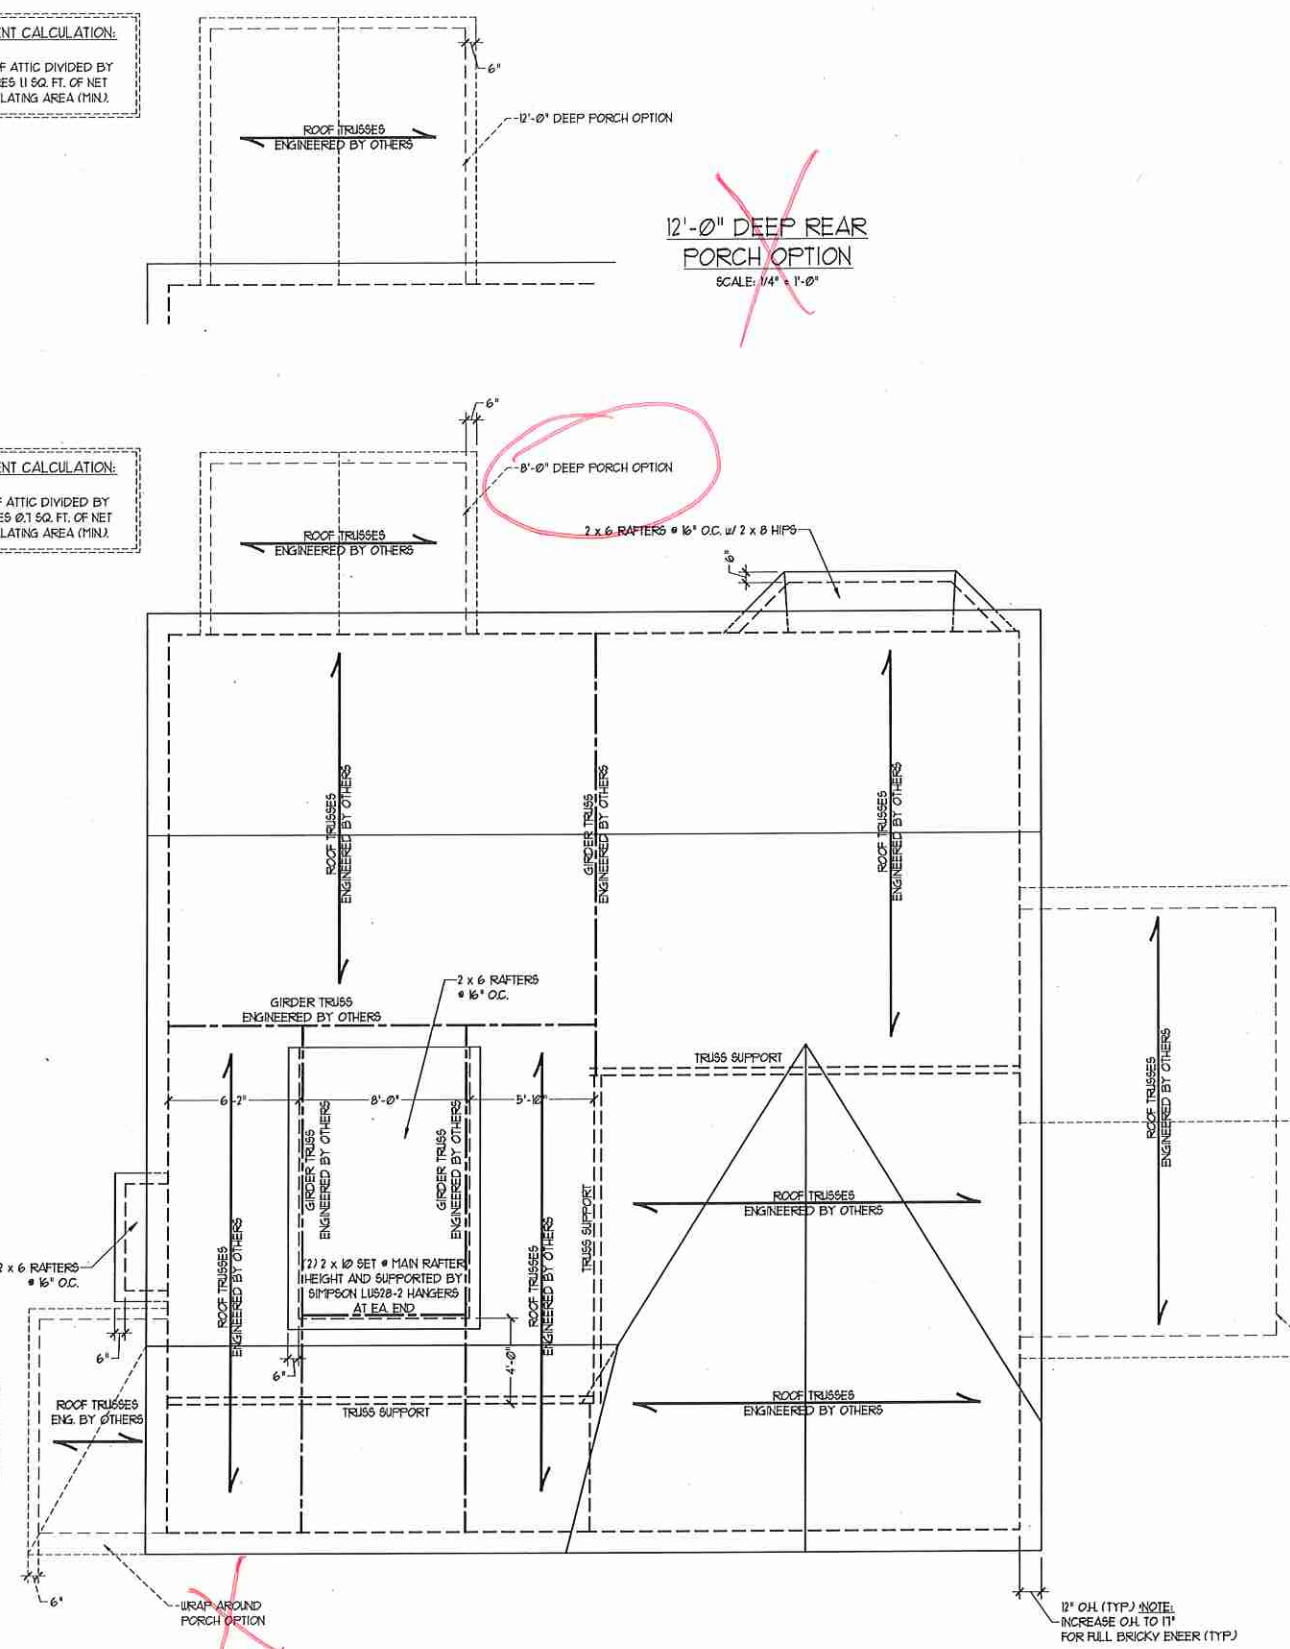 ENT CALCULATION:
F ATTIC DIVIDED BY
ES 1.1 SQ. FT. OF NET
LATING AREA (MIN.).
6"
12'-0" DEEP PORCH OPTION
ROOF TRUSSES
ENGINEERED BY OTHERS
12'-0" DEEP REAR
PORCH OPTION
SCALE: 1/4" = 1'-0"
6"
ENT CALCULATION:
F ATTIC DIVIDED BY
ES 0.7 SQ. FT. OF NET
LATING AREA (MIN.).
8'-0" DEEP PORCH OPTION
ROOF TRUSSES
ENGINEERED BY OTHERS
2 x 6 RAFTERS @ 16" O.C. w/ 2 x 8 HIPS
6"
ROOF TRUSSES
ENGINEERED BY OTHERS
GIRDER TRUSS
ENGINEERED BY OTHERS
ROOF TRUSSES
ENGINEERED BY OTHERS
2 x 6 RAFTERS
@ 16" O.C.
GIRDER TRUSS
ENGINEERED BY OTHERS
TRUSS SUPPORT
6'-2"
8'-0"
5'-10"
GIRDER TRUSS
ENGINEERED BY OTHERS
GIRDER TRUSS
ENGINEERED BY OTHERS
ROOF TRUSSES
ENGINEERED BY OTHERS
ROOF TRUSSES
ENGINEERED BY OTHERS
TRUSS SUPPORT
ROOF TRUSSES
ENGINEERED BY OTHERS
2 x 6 RAFTERS
@ 16" O.C.
ROOF TRUSSES
ENGINEERED BY OTHERS
(2) 2 x 10 SET @ MAIN RAFTER
HEIGHT AND SUPPORTED BY
SIMPSON LUS28-2 HANGERS
AT EA. END
6"
6"
4'-0"
ROOF TRUSSES
ENG. BY OTHERS
TRUSS SUPPORT
ROOF TRUSSES
ENGINEERED BY OTHERS
6"
WRAP AROUND
PORCH OPTION
12" O.H. (TYP.) NOTE:
INCREASE O.H. TO 17"
FOR FULL BRICKV ENEER (TYP.)